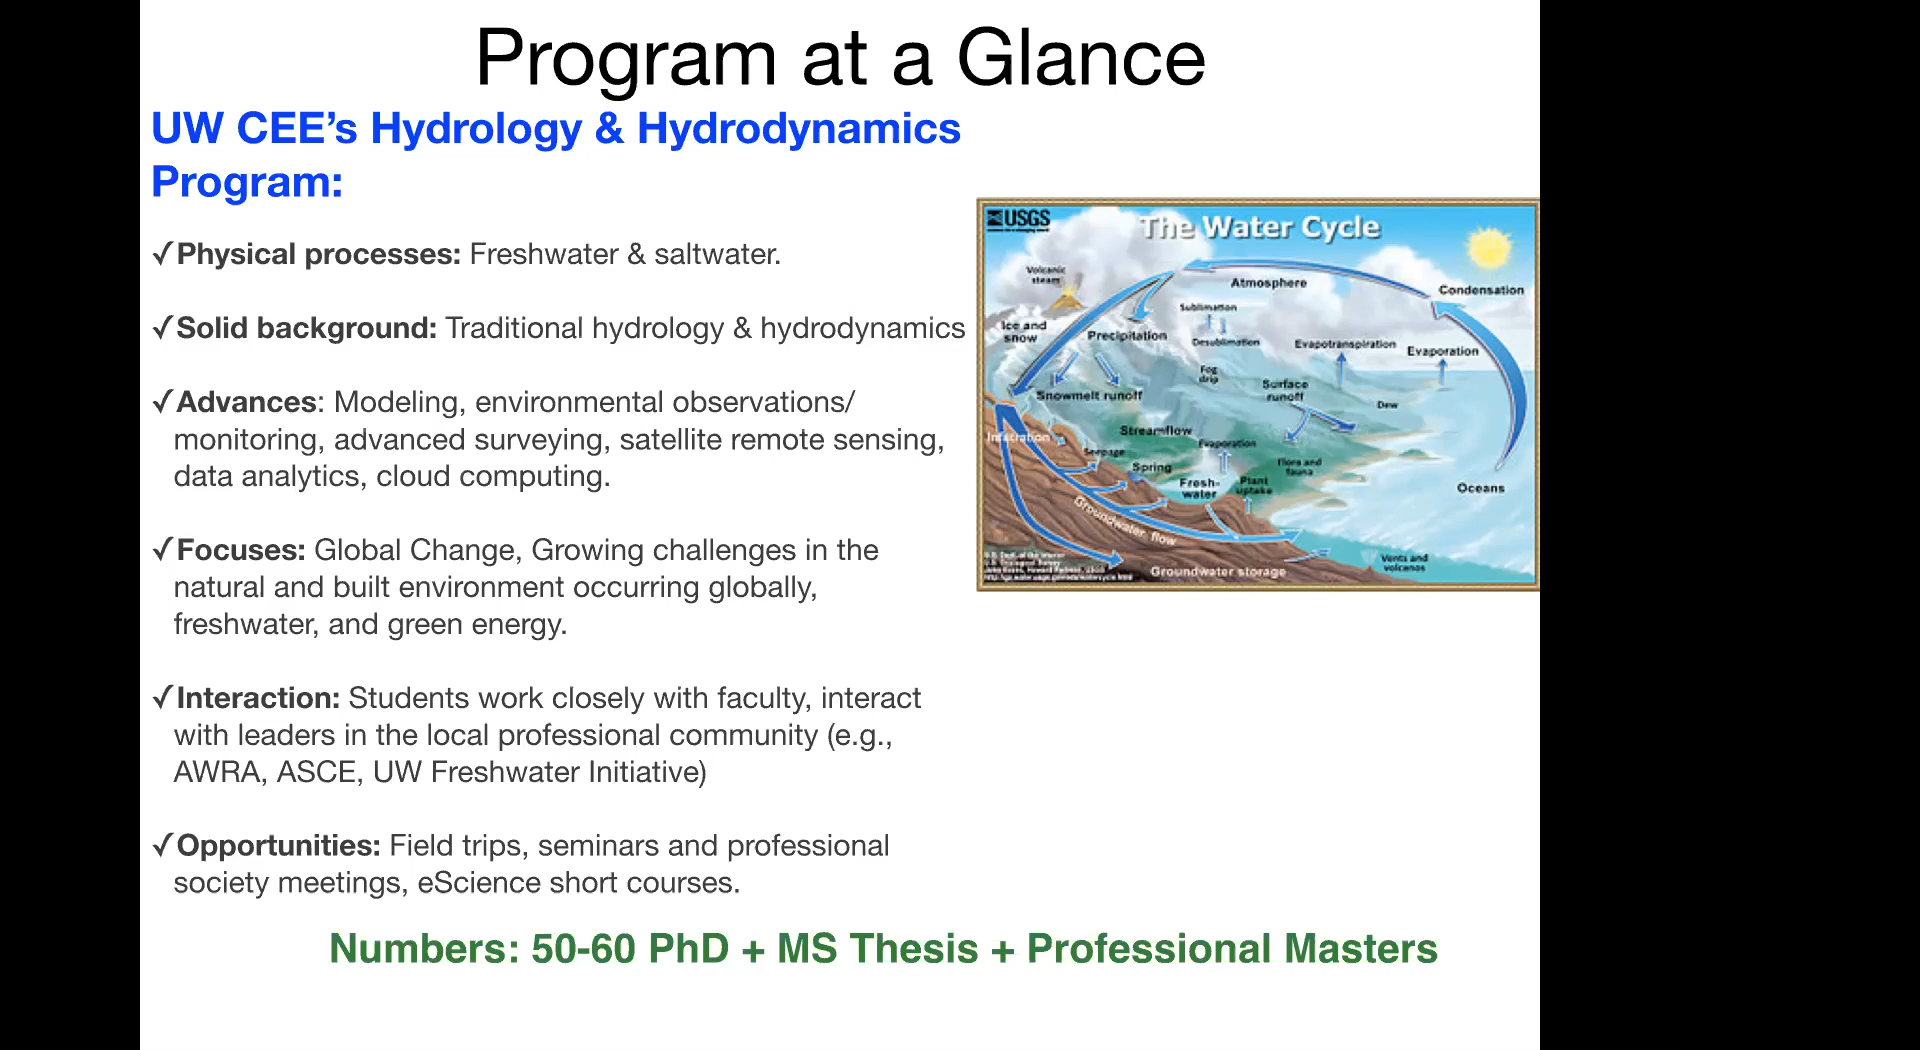 Program at a Glance
UW CEE’s Hydrology & Hydrodynamics
Program:
✓Physical processes: Freshwater & saltwater.
✓Solid background: Traditional hydrology & hydrodynamics
✓Advances: Modeling, environmental observations/
monitoring, advanced surveying, satellite remote sensing,
data analytics, cloud computing.
✓Focuses: Global Change, Growing challenges in the
natural and built environment occurring globally,
freshwater, and green energy.
✓Interaction: Students work closely with faculty, interact
with leaders in the local professional community (e.g.,
AWRA, ASCE, UW Freshwater Initiative)
✓Opportunities: Field trips, seminars and professional
society meetings, eScience short courses.
Numbers: 50-60 PhD + MS Thesis + Professional Masters
USGS
The Water Cycle
Volcanic
steam
Atmosphere
Condensation
Sublimation
Ice and
snow
Precipitation
Desublimation
Evapotranspiration
Evaporation
Fog
drip
Surface
runoff
Snowmelt runoff
Dew
Streamflow
Infiltration
Evaporation
Seepage
Spring
Flora and
fauna
Fresh-
water
Plant
uptake
Oceans
Groundwater flow
Vents and
volcanos
Groundwater storage